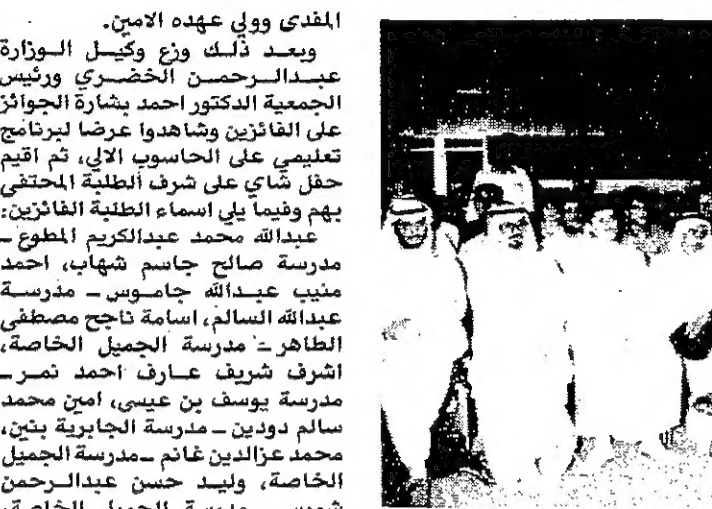 المفدى وولي عهده الامين.
وبعد ذلك وزع وكيل الوزارة
عبدالرحمن الخضري ورئيس
الجمعية الدكتور احمد بشارة الجوائز
على الفائزين وشاهدوا عرضا لبرنامج
تعليمي على الحاسوب الالي، ثم اقيم
حفل شاي على شرف الطلبة المحتفى
بهم وفيما يلي اسماء الطلبة الفائزين:
عبدالله محمد عبدالكريم المطوع ـ
مدرسة صالح جاسم شهاب، احمد
منيب عبدالله جاموس ـ مدرسة
عبدالله السالم، اسامة ناجح مصطفى
الطاهر ـ مدرسة الجميل الخاصة،
اشرف شريف عارف احمد نمر ـ
مدرسة يوسف بن عيسى، امين محمد
سالم دودين ـ مدرسة الجابرية بنين،
محمد عزالدين غانم ـ مدرسة الجميل
الخاصة، وليد حسن عبدالرحمن
مدرسة الجميل الخاصة،